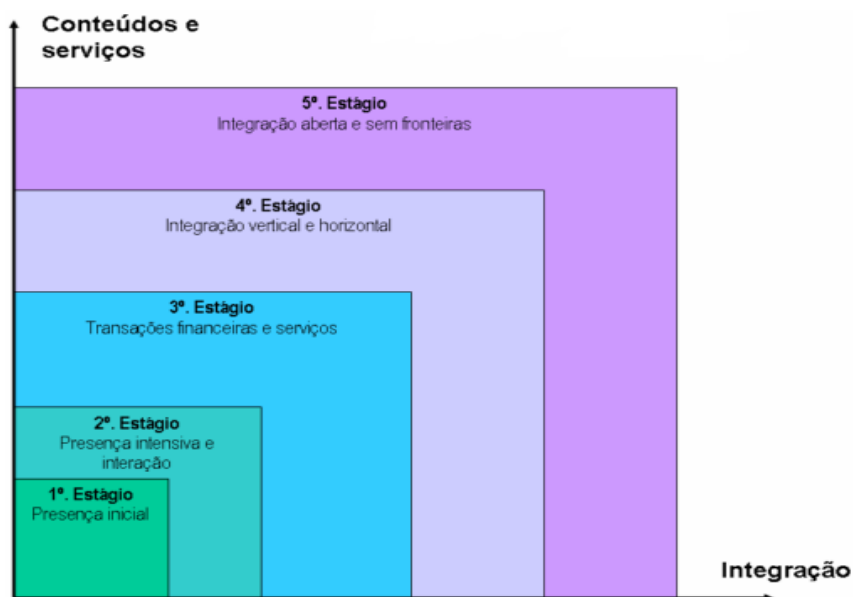 Conteúdos e
serviços
5º. Estágio
Integração aberta e sem fronteiras
4º. Estágio
Integração vertical e horizontal
3º. Estágio
Transações financeiras e serviços
2º. Estágio
Presença intensiva e
interação
1º. Estágio
Presença inicial
Integração